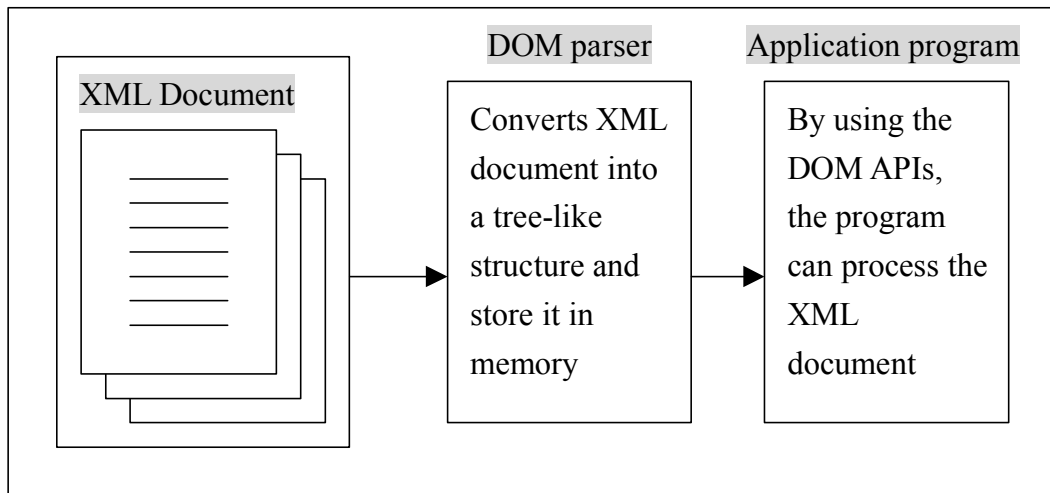 XML Document
DOM parser
Converts XML
document into
a tree-like
structure and
store it in
memory
Application program
By using the
DOM APIs,
the program
can process the
XML
document